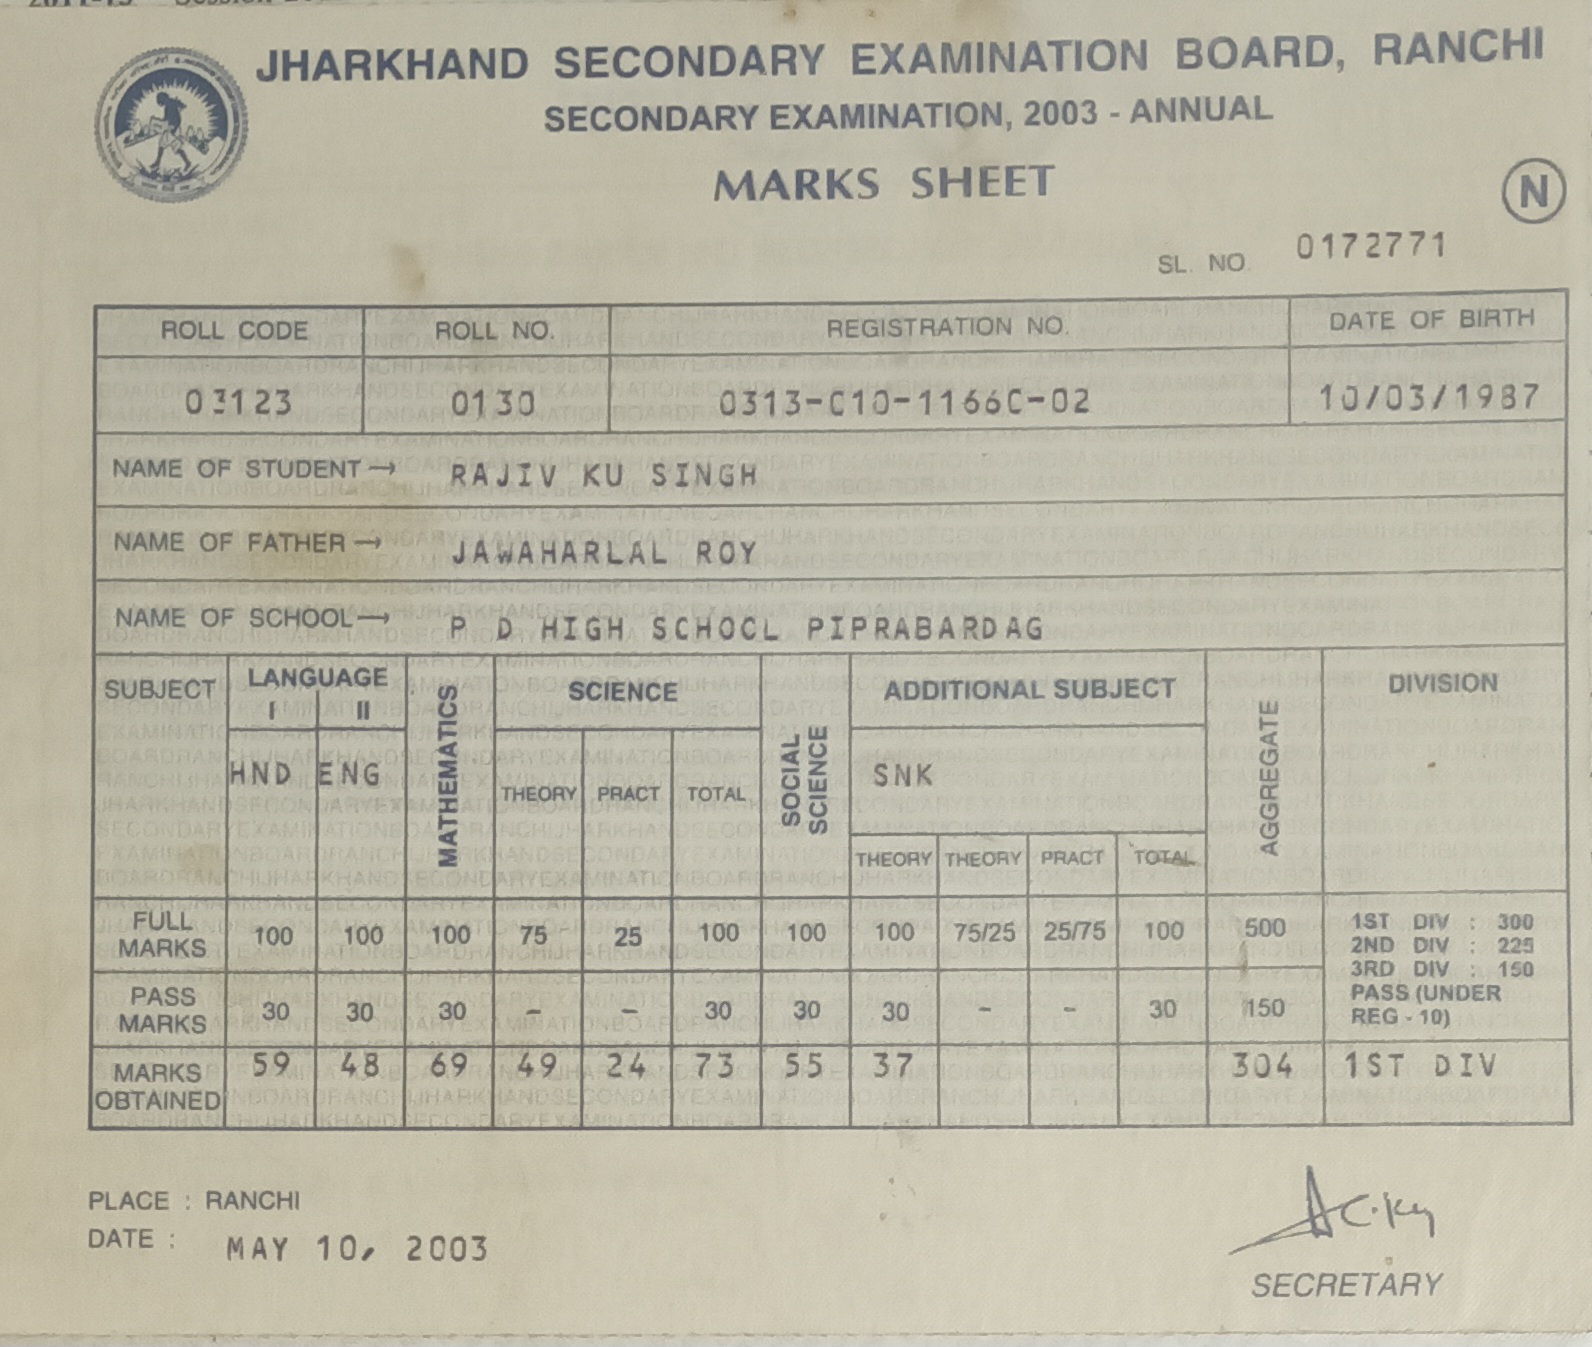 JHARKHAND SECONDARY EXAMINATION BOARD, RANCHI
SECONDARY EXAMINATION, 2003 - ANNUAL
MARKS SHEET
N
SL. NO. 0172771
ROLL CODE ROLL NO. REGISTRATION NO. DATE OF BIRTH
03123 0130 0313-C10-1166C-02 10/03/1987
NAME OF STUDENT→ RAJIV KU SINGH
NAME OF FATHER→ JAWAHARLAL ROY
NAME OF SCHOOL→ P D HIGH SCHOCL PIPRABARDAG
SUBJECT LANGUAGE MATHEMATICS SCIENCE SOCIAL SCIENCE ADDITIONAL SUBJECT AGGREGATE DIVISION
I II
HND ENG SNK
THEORY PRACT TOTAL
THEORY THEORY PRACT TOTAL
FULL MARKS 100 100 100 75 25 100 100 100 75/25 25/75 100 500
1ST DIV : 300
2ND DIV : 225
3RD DIV : 150
PASS (UNDER
REG - 10)
PASS MARKS 30 30 30 – – 30 30 30 – – 30 150
MARKS OBTAINED 59 48 69 49 24 73 55 37 304 1ST DIV
PLACE : RANCHI
DATE : MAY 10, 2003
SECRETARY